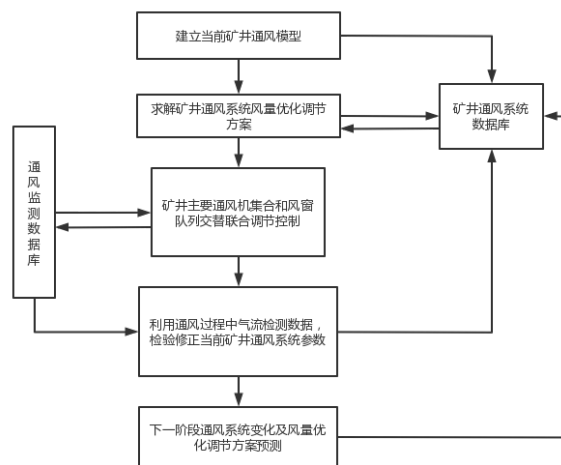 建立当前矿井通风模型
求解矿井通风系统风量优化调节
方案
矿井通风系统
数据库
通
风
监
测
数
据
库
矿井主要通风机集合和风窗
队列交替联合调节控制
利用通风过程中气流检测数据，
检验修正当前矿井通风系统参数
下一阶段通风系统变化及风量优
化调节方案预测